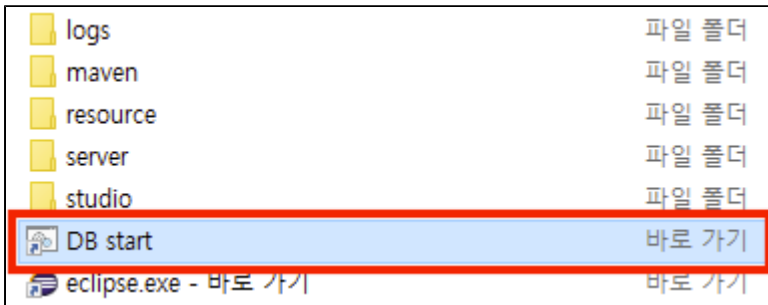 logs 파일 폴더
maven 파일 폴더
resource 파일 폴더
server 파일 폴더
studio 파일 폴더
DB start 바로 가기
eclipse.exe - 바로 가기 바로 가기